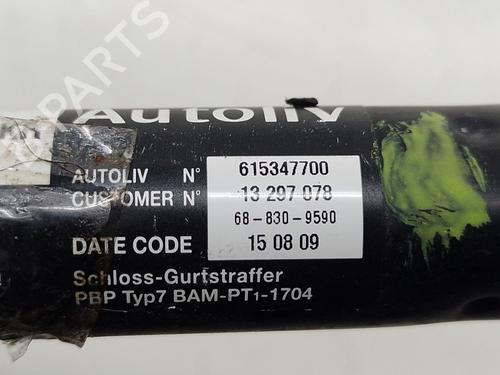 Autoliv
AUTOLIV N° 615347700
CUSTOMER N° 13 297 078
68-830-9590
DATE CODE 15 08 09
Schloss-Gurtstraffer
PBP Typ7 BAM-PT1-1704